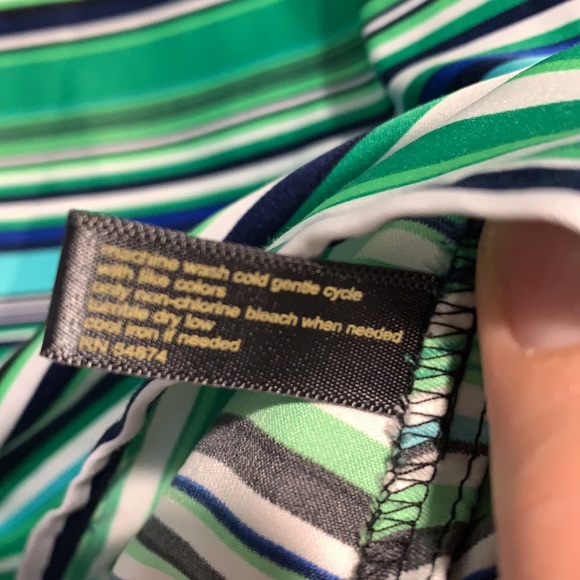 machine wash cold gentle cycle
with like colors
only non-chlorine bleach when needed
tumble dry low
cool iron if needed
RN 54874